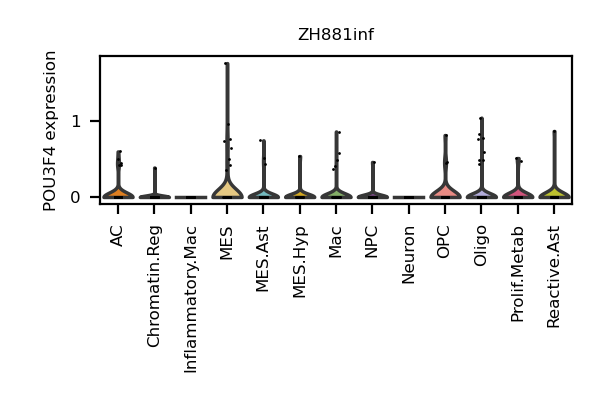 ZH881inf
POU3F4 expression
1
0
AC
Chromatin.Reg
Inflammatory.Mac
MES
MES.Ast
MES.Hyp
Mac
NPC
Neuron
OPC
Oligo
Prolif.Metab
Reactive.Ast